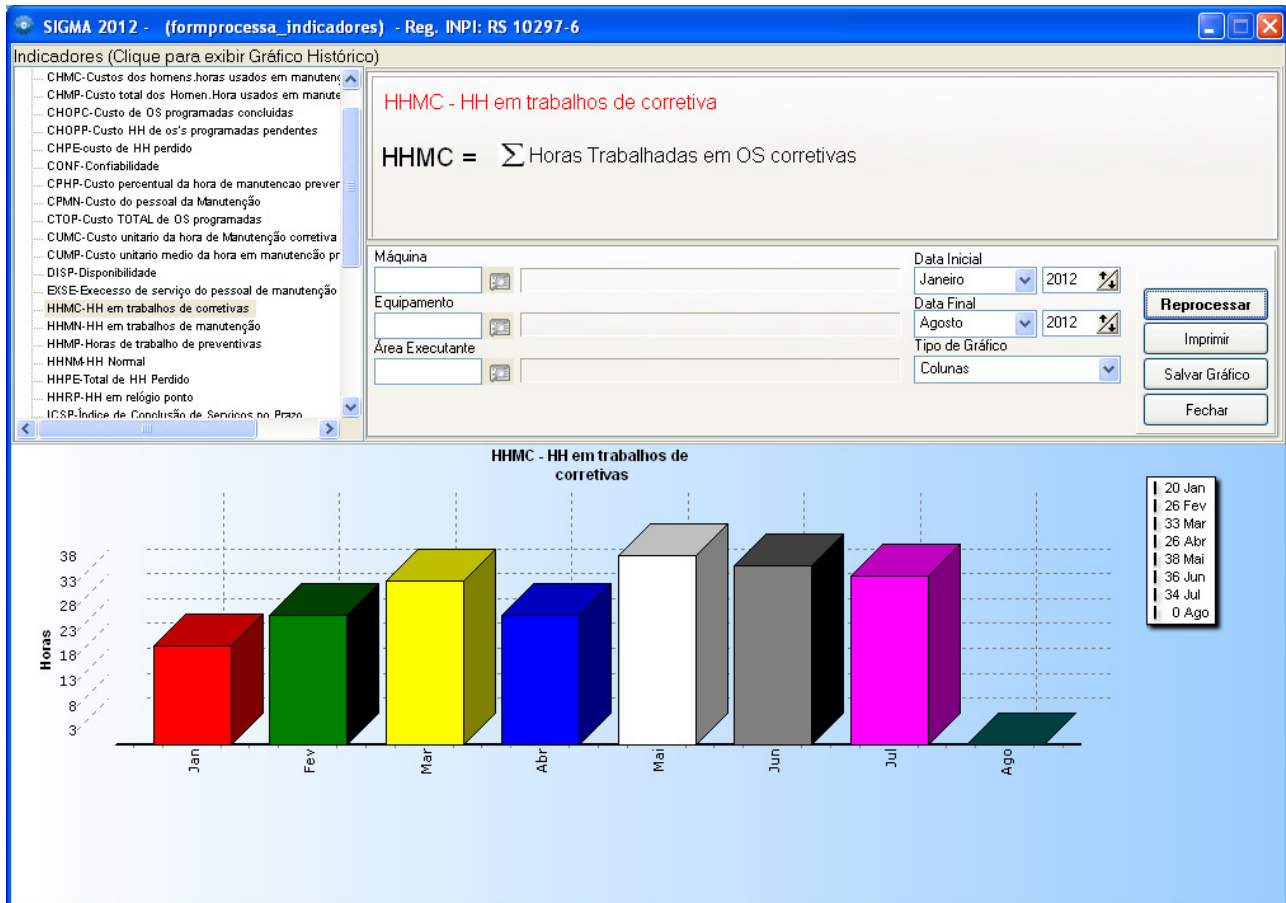 SIGMA 2012 - (formprocessa_indicadores) - Reg. INPI: RS 10297-6
Indicadores (Clique para exibir Gráfico Histórico)
CHMC-Custos dos homens.horas usados em manutenç
CHMP-Custo total dos Homen.Hora usados em manute
CHOPC-Custo de OS programadas concluidas
CHOPP-Custo HH de os's programadas pendentes
CHPE-custo de HH perdido
CONF-Confiabilidade
CPHP-Custo percentual da hora de manutencao prever
CPMN-Custo do pessoal da Manutenção
CTOP-Custo TOTAL de OS programadas
CUMC-Custo unitario da hora de Manutenção corretiva
CUMP-Custo unitario medio da hora em manutencão pr
DISP-Disponibilidade
EXSE-Execesso de serviço do pessoal de manutenção
HHMC-HH em trabalhos de corretivas
HHMN-HH em trabalhos de manutenção
HHMP-Horas de trabalho de preventivas
HHNM-HH Normal
HHPE-Total de HH Perdido
HHRP-HH em relógio ponto
ICSP-Índice de Conclusão de Serviços no Prazo
HHMC - HH em trabalhos de corretiva
HHMC = ∑ Horas Trabalhadas em OS corretivas
Máquina
Equipamento
Área Executante
Data Inicial
Janeiro 2012
Data Final
Agosto 2012
Tipo de Gráfico
Colunas
Reprocessar
Imprimir
Salvar Gráfico
Fechar
HHMC - HH em trabalhos de
corretivas
Horas
38
33
28
23
18
13
8
3
Jan
Fev
Mar
Abr
Mai
Jun
Jul
Ago
20 Jan
26 Fev
33 Mar
26 Abr
38 Mai
36 Jun
34 Jul
0 Ago